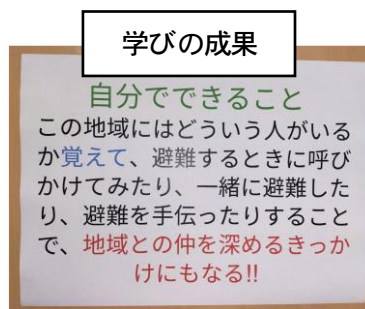 学びの成果
自分でできること
この地域にはどういう人がいる
か覚えて、避難するときに呼び
かけてみたり、一緒に避難した
り、避難を手伝ったりすること
で、地域との仲を深めるきっか
けにもなる!!